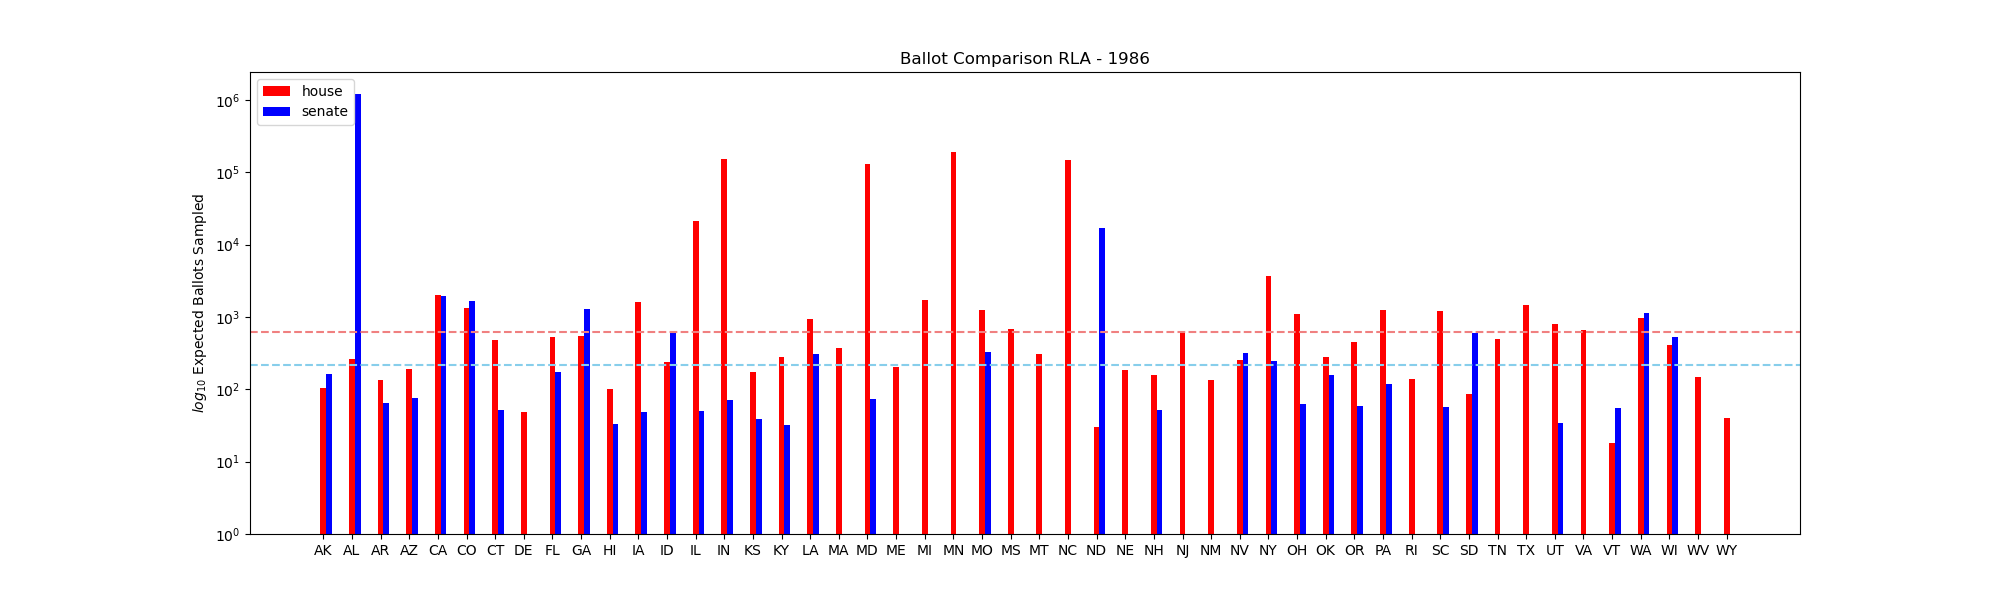 Ballot Comparison RLA - 1986
house
senate
10^6
10^5
10^4
10^3
10^2
10^1
10^0
log_10 Expected Ballots Sampled
AK AL AR AZ CA CO CT DE FL GA HI IA ID IL IN KS KY LA MA MD ME MI MN MO MS MT NC ND NE NH NJ NM NV NY OH OK OR PA RI SC SD TN TX UT VA VT WA WI WV WY